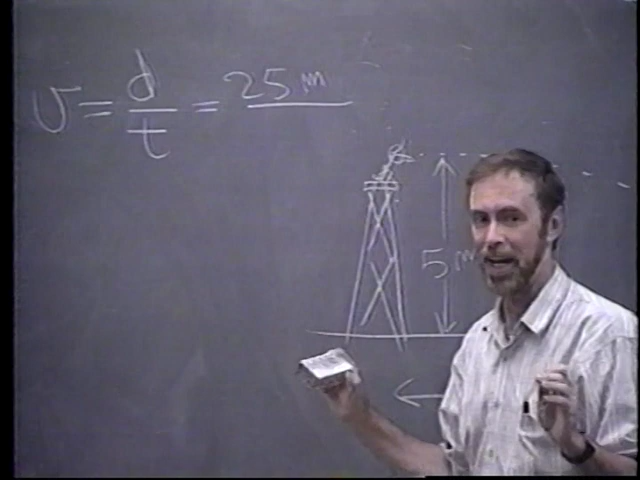 v = d/t = 25 m
5 m